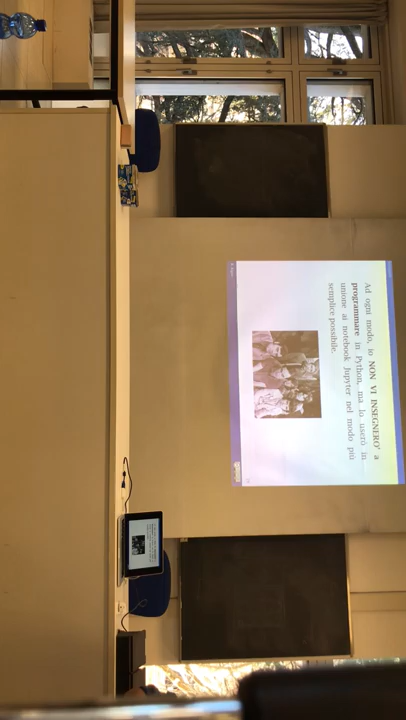 Ad ogni modo, io NON VI INSEGNERO' a
programmare in Python, ma lo userò in
unione ai notebook Jupyter nel modo più
semplice possibile.